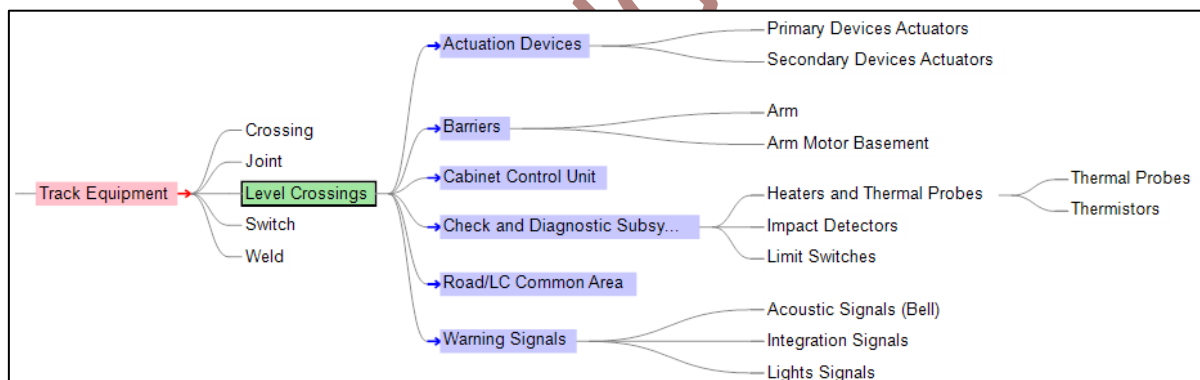 Track Equipment
Crossing
Joint
Level Crossings
Switch
Weld
Actuation Devices
Primary Devices Actuators
Secondary Devices Actuators
Barriers
Arm
Arm Motor Basement
Cabinet Control Unit
Check and Diagnostic Subsy...
Heaters and Thermal Probes
Thermal Probes
Thermistors
Impact Detectors
Limit Switches
Road/LC Common Area
Warning Signals
Acoustic Signals (Bell)
Integration Signals
Lights Signals